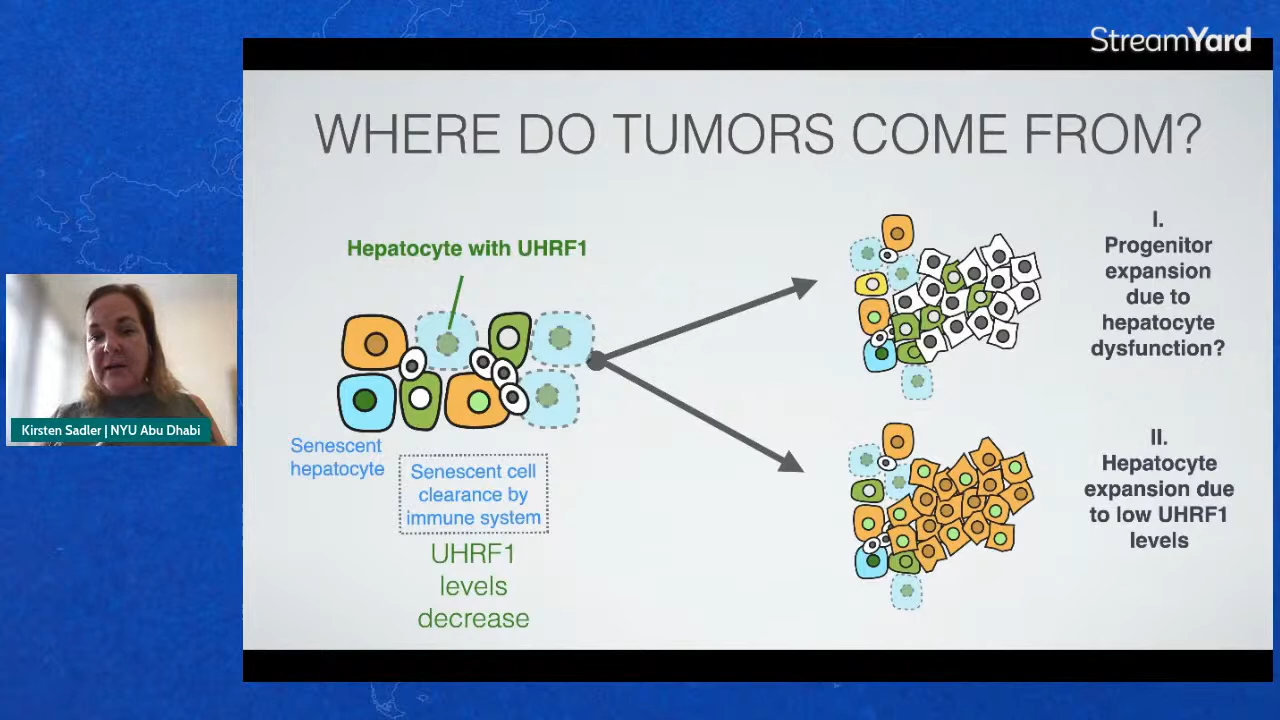 StreamYard
WHERE DO TUMORS COME FROM?
Hepatocyte with UHRF1
Senescent
hepatocyte
Senescent cell
clearance by
immune system
UHRF1
levels
decrease
I.
Progenitor
expansion
due to
hepatocyte
dysfunction?
II.
Hepatocyte
expansion due
to low UHRF1
levels
Kirsten Sadler | NYU Abu Dhabi